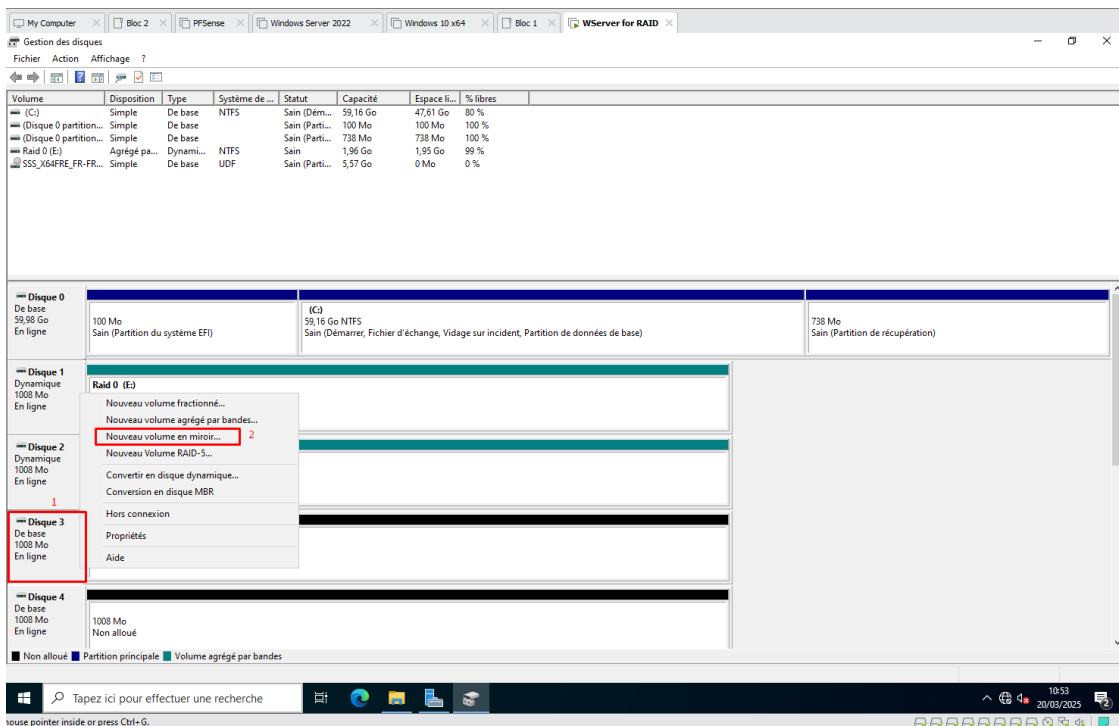 My Computer Bloc 2 PFSense Windows Server 2022 Windows 10 x64 Bloc 1 WServer for RAID
Gestion des disques
Fichier Action Affichage ?
Volume Disposition Type Système de ... Statut Capacité Espace li... % libres
(C:) Simple De base NTFS Sain (Dém... 59,16 Go 47,61 Go 80 %
(Disque 0 partition... Simple De base Sain (Parti... 100 Mo 100 Mo 100 %
(Disque 0 partition... Simple De base Sain (Parti... 738 Mo 738 Mo 100 %
Raid 0 (E:) Agrégé pa... Dynami... NTFS Sain 1,96 Go 1,95 Go 99 %
SSS_X64FRE_FR-FR... Simple De base UDF Sain (Parti... 5,57 Go 0 Mo 0 %
Disque 0
De base
59,98 Go
En ligne
100 Mo
Sain (Partition du système EFI)
(C:)
59,16 Go NTFS
Sain (Démarrer, Fichier d'échange, Vidage sur incident, Partition de données de base)
738 Mo
Sain (Partition de récupération)
Disque 1
Dynamique
1008 Mo
En ligne
Raid 0 (E:)
Nouveau volume fractionné...
Nouveau volume agrégé par bandes...
Nouveau volume en miroir... 2
Nouveau Volume RAID-5...
Convertir en disque dynamique...
Conversion en disque MBR
Hors connexion
Propriétés
Aide
Disque 2
Dynamique
1008 Mo
En ligne
1
Disque 3
De base
1008 Mo
En ligne
Disque 4
De base
1008 Mo
En ligne
1008 Mo
Non alloué
Non alloué Partition principale Volume agrégé par bandes
Tapez ici pour effectuer une recherche
10:53
20/03/2025
2
mouse pointer inside or press Ctrl+G.